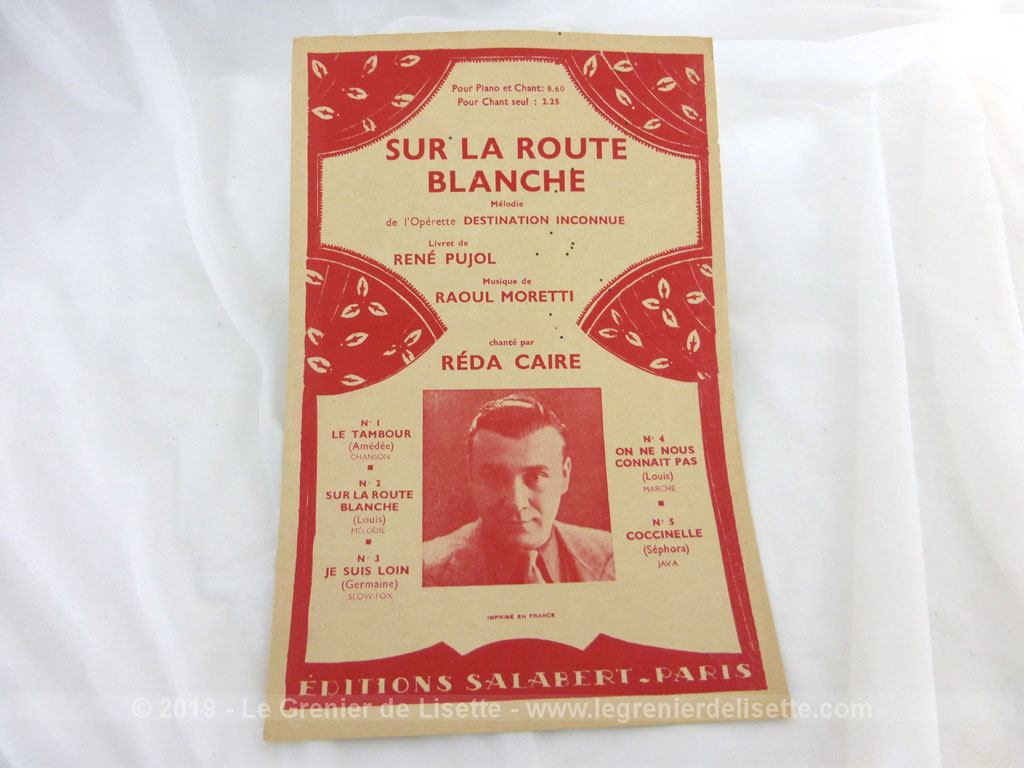 Pour Piano et Chant: 8.60
Pour Chant seul : 2.25
SUR LA ROUTE
BLANCHE
Mélodie
de l'Opérette DESTINATION INCONNUE
Livret de
RENÉ PUJOL
Musique de
RAOUL MORETTI
chanté par
RÉDA CAIRE
N° 1
LE TAMBOUR
(Amédée)
CHANSON
N° 2
SUR LA ROUTE
BLANCHE
(Louis)
MÉLODIE
N° 3
JE SUIS LOIN
(Germaine)
SLOW-FOX
N° 4
ON NE NOUS
CONNAIT PAS
(Louis)
MARCHE
N° 5
COCCINELLE
(Séphora)
JAVA
IMPRIMÉ EN FRANCE
ÉDITIONS SALABERT-PARIS
© 2019 - Le Grenier de Lisette - www.legrenierdelisette.com